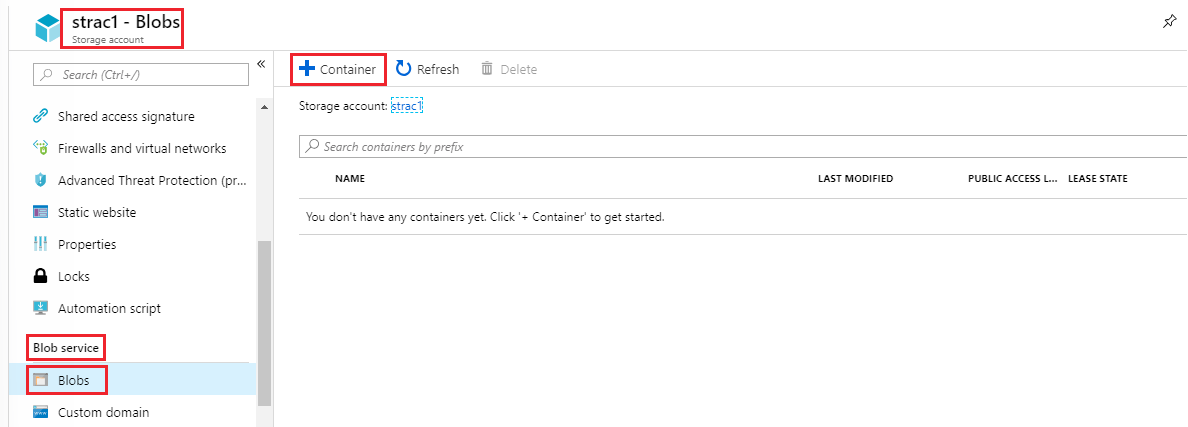 strac1 - Blobs
Storage account
Search (Ctrl+/)
«
Shared access signature
Firewalls and virtual networks
Advanced Threat Protection (pr...
Static website
Properties
Locks
Automation script
Blob service
Blobs
Custom domain
+ Container
Refresh
Delete
Storage account: strac1
Search containers by prefix
NAME LAST MODIFIED PUBLIC ACCESS L... LEASE STATE
You don't have any containers yet. Click '+ Container' to get started.